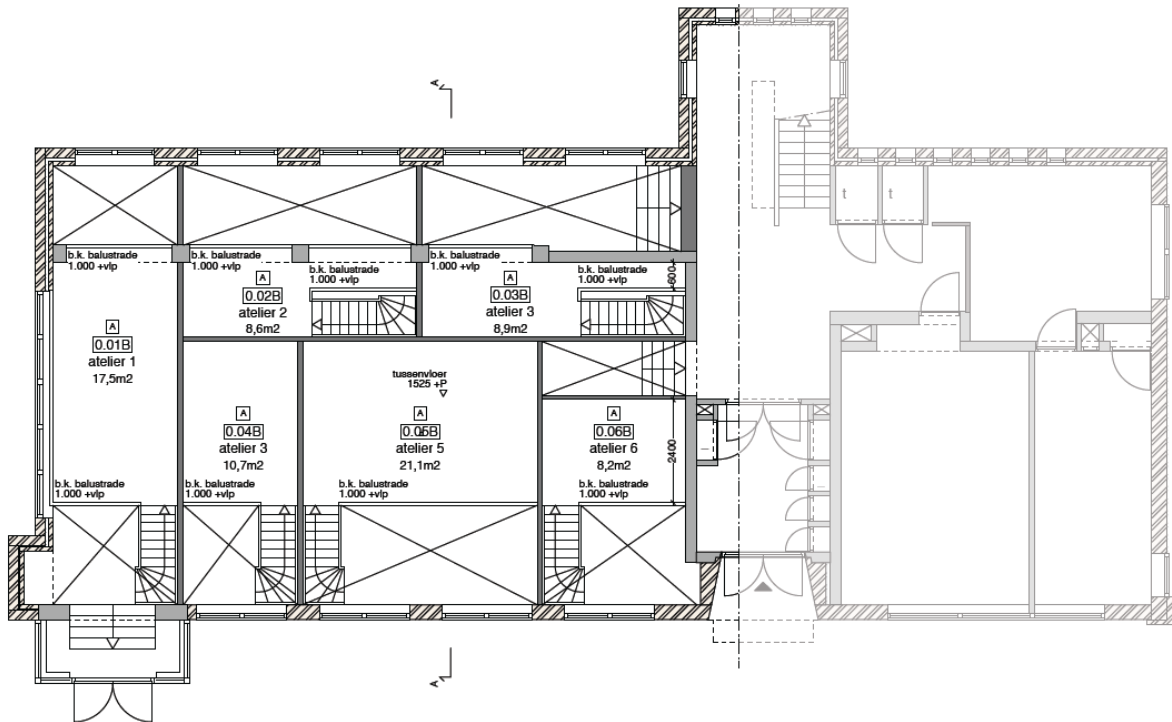 A
t
t
b.k. balustrade
1.000 +vlp
b.k. balustrade
1.000 +vlp
b.k. balustrade
1.000 +vlp
b.k. balustrade
1.000 +vlp
b.k. balustrade
1.000 +vlp
600
A
0.02B
atelier 2
8,6m2
A
0.03B
atelier 3
8,9m2
A
0.01B
atelier 1
17,5m2
tussenvloer
1525 +P
A
0.04B
atelier 3
10,7m2
A
0.05B
atelier 5
21,1m2
A
0.06B
atelier 6
8,2m2
2400
b.k. balustrade
1.000 +vlp
b.k. balustrade
1.000 +vlp
b.k. balustrade
1.000 +vlp
b.k. balustrade
1.000 +vlp
A